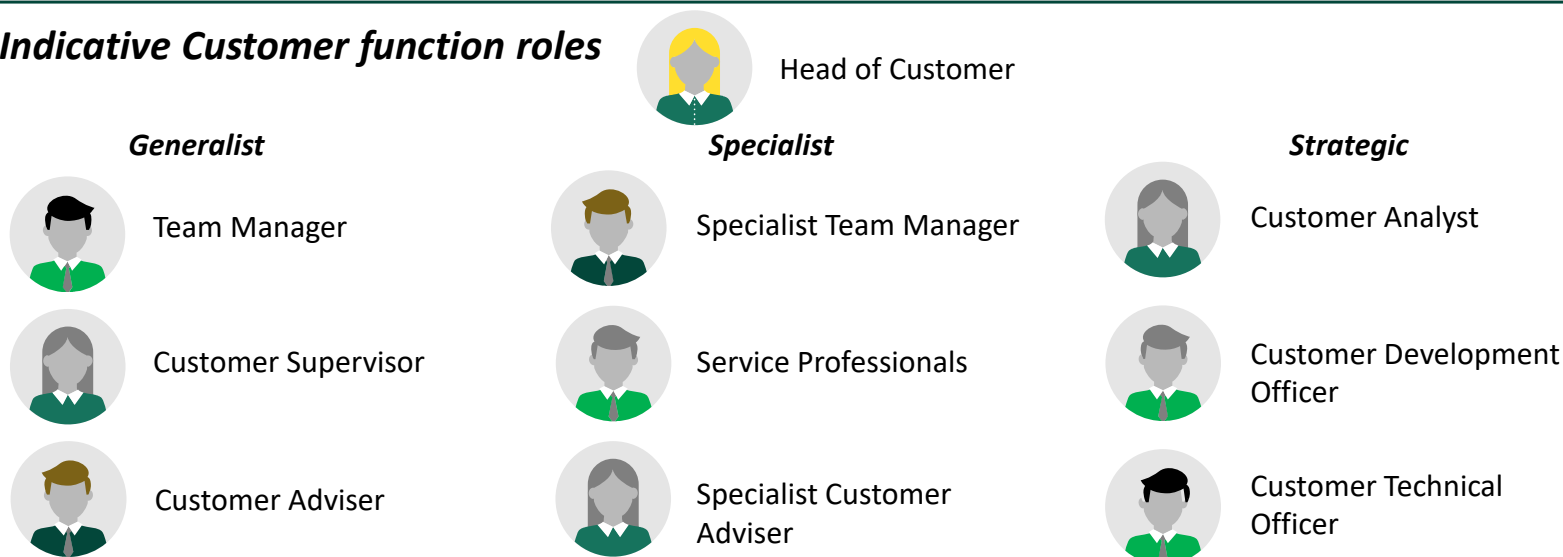 Indicative Customer function roles
Head of Customer
Generalist
Specialist
Strategic
Team Manager
Specialist Team Manager
Customer Analyst
Customer Supervisor
Service Professionals
Customer Development
Officer
Customer Adviser
Specialist Customer
Adviser
Customer Technical
Officer